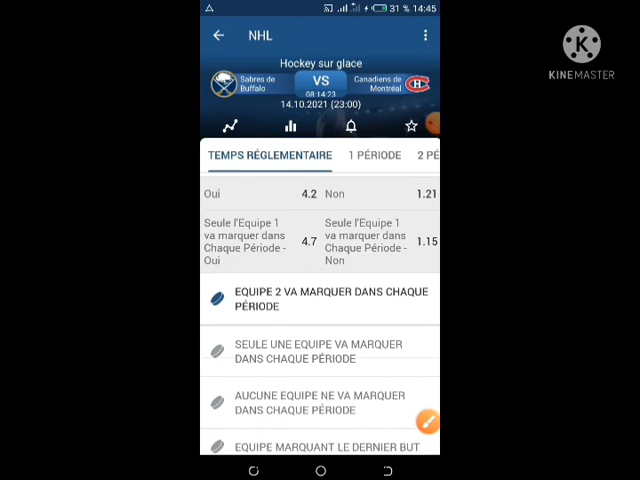 31 % 14:45
NHL
KINEMASTER
Hockey sur glace
Sabres de
Buffalo
VS
08:14:23
Canadiens de
Montréal
14.10.2021 (23:00)
TEMPS RÉGLEMENTAIRE 1 PÉRIODE 2 PÉ
Oui 4.2 Non 1.21
Seule l'Equipe 1
va marquer dans
Chaque Période -
Oui
4.7
Seule l'Equipe 1
va marquer dans
Chaque Période -
Non
1.15
EQUIPE 2 VA MARQUER DANS CHAQUE
PÉRIODE
SEULE UNE EQUIPE VA MARQUER
DANS CHAQUE PÉRIODE
AUCUNE EQUIPE NE VA MARQUER
DANS CHAQUE PÉRIODE
EQUIPE MARQUANT LE DERNIER BUT